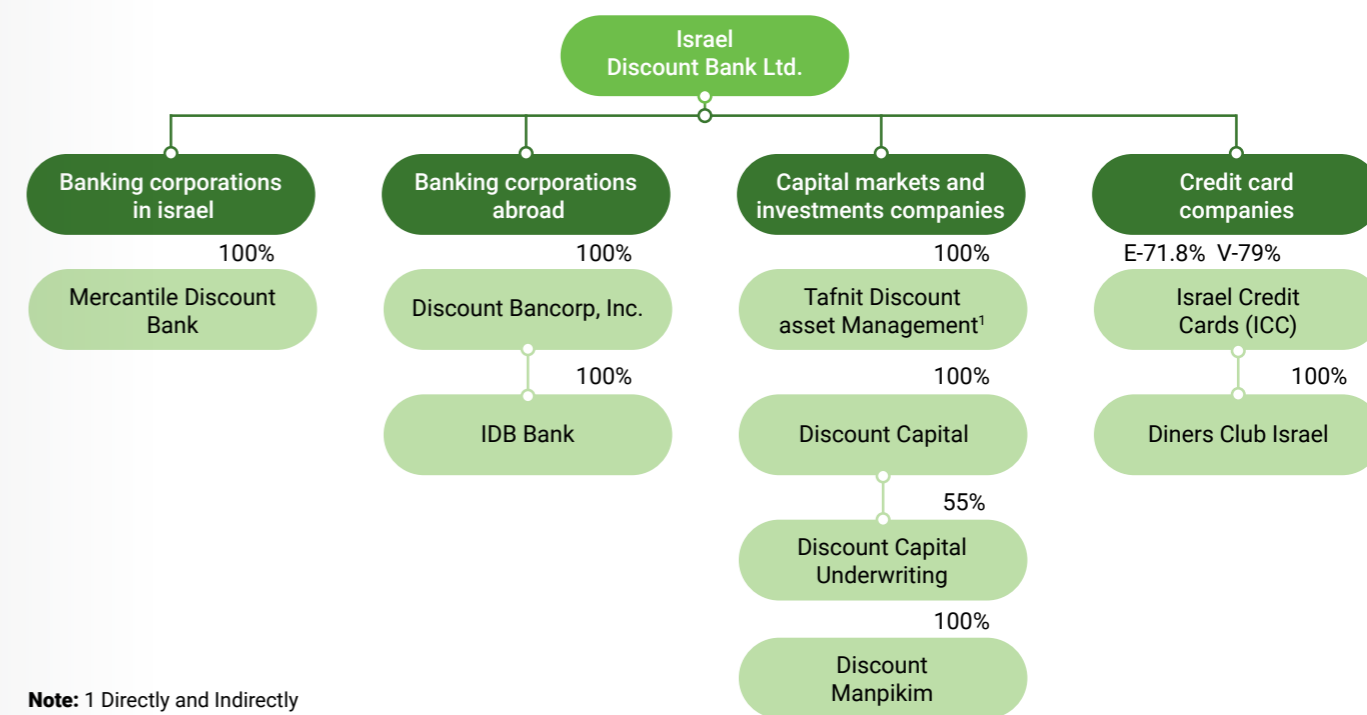 Israel
Discount Bank Ltd.
Banking corporations
in israel
100%
Mercantile Discount
Bank
Banking corporations
abroad
100%
Discount Bancorp, Inc.
100%
IDB Bank
Capital markets and
investments companies
100%
Tafnit Discount
asset Management¹
100%
Discount Capital
55%
Discount Capital
Underwriting
100%
Discount
Manpikim
Credit card
companies
E-71.8% V-79%
Israel Credit
Cards (ICC)
100%
Diners Club Israel
Note: 1 Directly and Indirectly